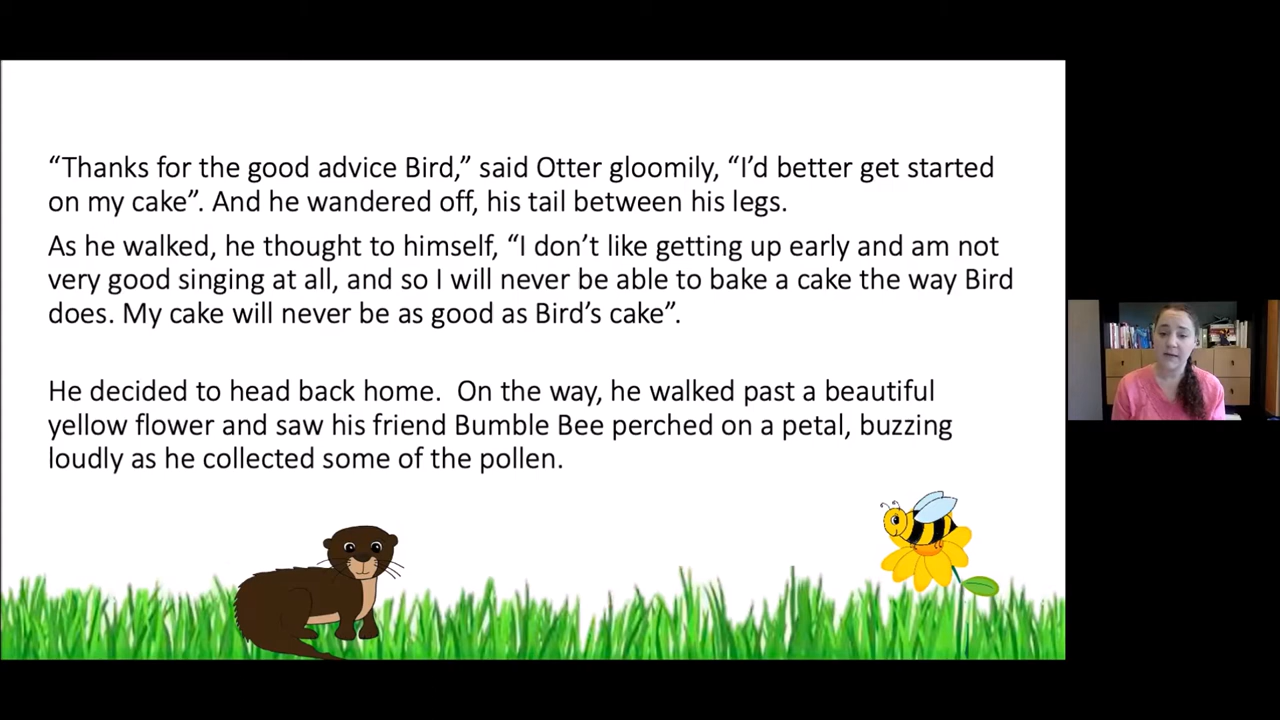 “Thanks for the good advice Bird,” said Otter gloomily, “I’d better get started
on my cake”. And he wandered off, his tail between his legs.
As he walked, he thought to himself, “I don’t like getting up early and am not
very good singing at all, and so I will never be able to bake a cake the way Bird
does. My cake will never be as good as Bird’s cake”.
He decided to head back home.  On the way, he walked past a beautiful
yellow flower and saw his friend Bumble Bee perched on a petal, buzzing
loudly as he collected some of the pollen.